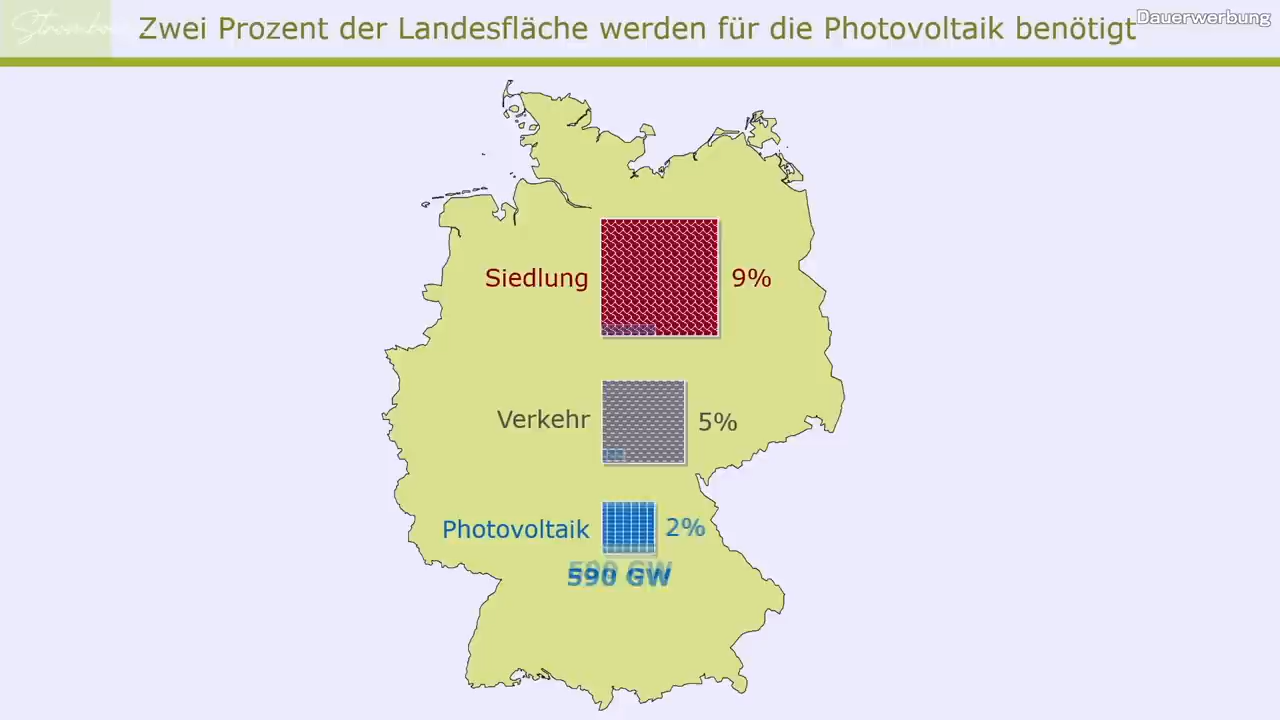 Zwei Prozent der Landesfläche werden für die Photovoltaik benötigt
Dauerwerbung
Siedlung 9%
Verkehr 5%
Photovoltaik 2%
590 GW